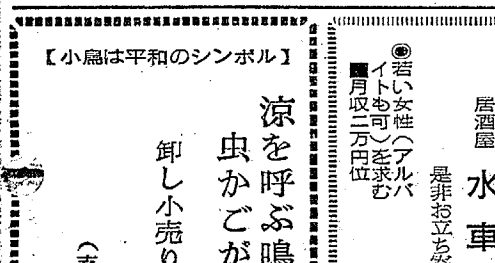 【小鳥は平和のシンボル】
涼を呼ぶ鳴
虫かごが
卸し小売り
居酒屋
水車
是非お立ち
◉若い女性(アルバ
イトも可)を求む
■月収二万円位